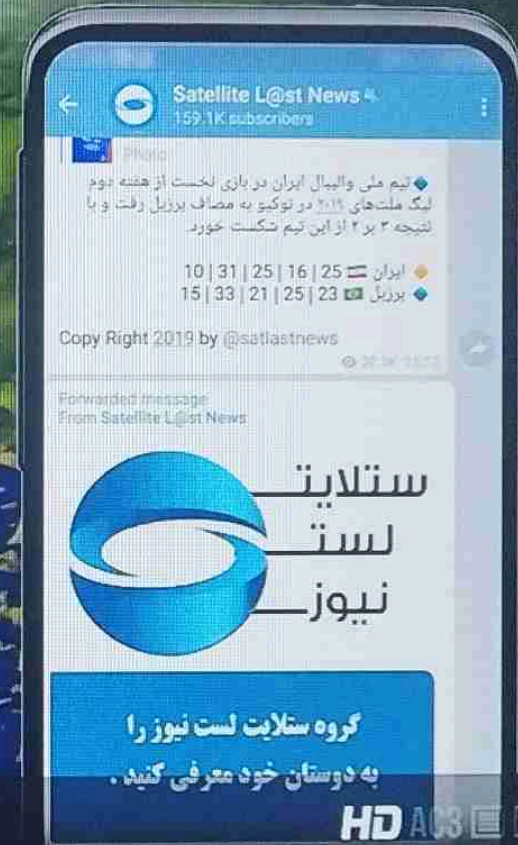 Satellite L@st News
159.1K subscribers
Photo
تیم ملی والیبال ایران در بازی نخست از هفته دوم
لیگ ملت‌های ۲۰۱۹ در توکیو به مصاف برزیل رفت و با
نتیجه ۳ بر ۲ از این تیم شکست خورد.
ایران 25 | 16 | 25 | 31 | 10
برزیل 23 | 25 | 21 | 33 | 15
Copy Right 2019 by @satlastnews
Forwarded message
From Satellite L@st News
ستلایت
لست
نیوز
گروه ستلایت لست نیوز را
به دوستان خود معرفی کنید .
HD AC3